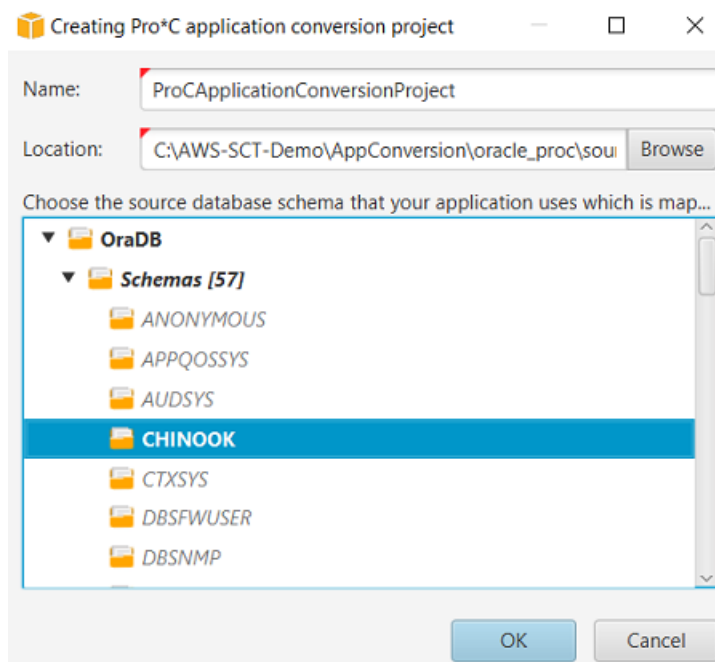 Creating Pro*C application conversion project
Name: ProCApplicationConversionProject
Location: C:\AWS-SCT-Demo\AppConversion\oracle_proc\sour Browse
Choose the source database schema that your application uses which is map...
OraDB
Schemas [57]
ANONYMOUS
APPQOSSYS
AUDSYS
CHINOOK
CTXSYS
DBSFWUSER
DBSNMP
OK Cancel